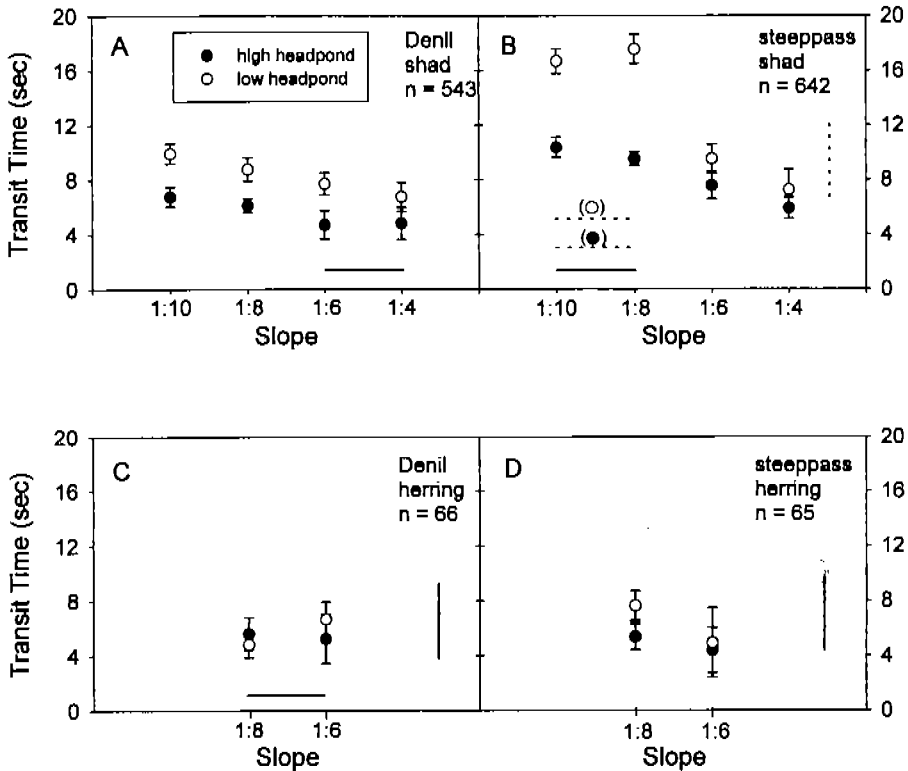 A
high headpond
low headpond
Denil
shad
n = 543
B
steeppass
shad
n = 642
20
16
12
8
4
0
Transit Time (sec)
20
16
12
8
4
0
(○)
(●)
1:10 1:8 1:6 1:4
Slope
1:10 1:8 1:6 1:4
Slope
C
Denil
herring
n = 66
D
steeppass
herring
n = 65
20
16
12
8
4
0
Transit Time (sec)
20
16
12
8
4
0
1:8 1:6
Slope
1:8 1:6
Slope